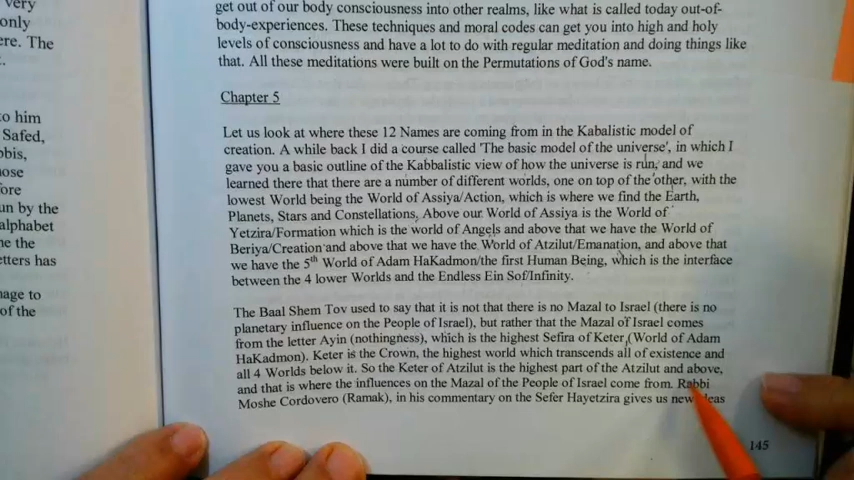 very
only
ere. The
to him
Safed,
bbis,
nose
fore
un by the
alphabet
ne the
etters has
nage to
of the
get out of our body consciousness into other realms, like what is called today out-of-
body-experiences. These techniques and moral codes can get you into high and holy
levels of consciousness and have a lot to do with regular meditation and doing things like
that. All these meditations were built on the Permutations of God's name.
Chapter 5
Let us look at where these 12 Names are coming from in the Kabalistic model of
creation. A while back I did a course called 'The basic model of the universe', in which I
gave you a basic outline of the Kabbalistic view of how the universe is run, and we
learned there that there are a number of different worlds, one on top of the other, with the
lowest World being the World of Assiya/Action, which is where we find the Earth,
Planets, Stars and Constellations, Above our World of Assiya is the World of
Yetzira/Formation which is the world of Angels and above that we have the World of
Beriya/Creation and above that we have the World of Atzilut/Emanation, and above that
we have the 5th World of Adam HaKadmon/the first Human Being, which is the interface
between the 4 lower Worlds and the Endless Ein Sof/Infinity.
The Baal Shem Tov used to say that it is not that there is no Mazal to Israel (there is no
planetary influence on the People of Israel), but rather that the Mazal of Israel comes
from the letter Ayin (nothingness), which is the highest Sefira of Keter (World of Adam
HaKadmon). Keter is the Crown, the highest world which transcends all of existence and
all 4 Worlds below it. So the Keter of Atzilut is the highest part of the Atzilut and above,
and that is where the influences on the Mazal of the People of Israel come from. Rabbi
Moshe Cordovero (Ramak), in his commentary on the Sefer Hayetzira gives us new
145